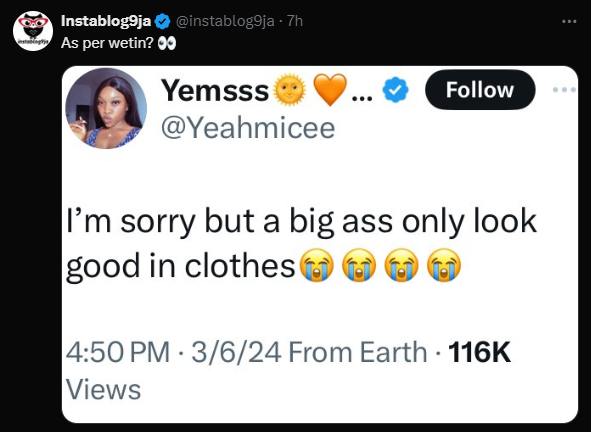 Instablog9ja @instablog9ja · 7h
As per wetin? 👀
Yemsss🌞 🧡... Follow
@Yeahmicee
I’m sorry but a big ass only look
good in clothes😭😭😭😭
4:50 PM · 3/6/24 From Earth · 116K
Views